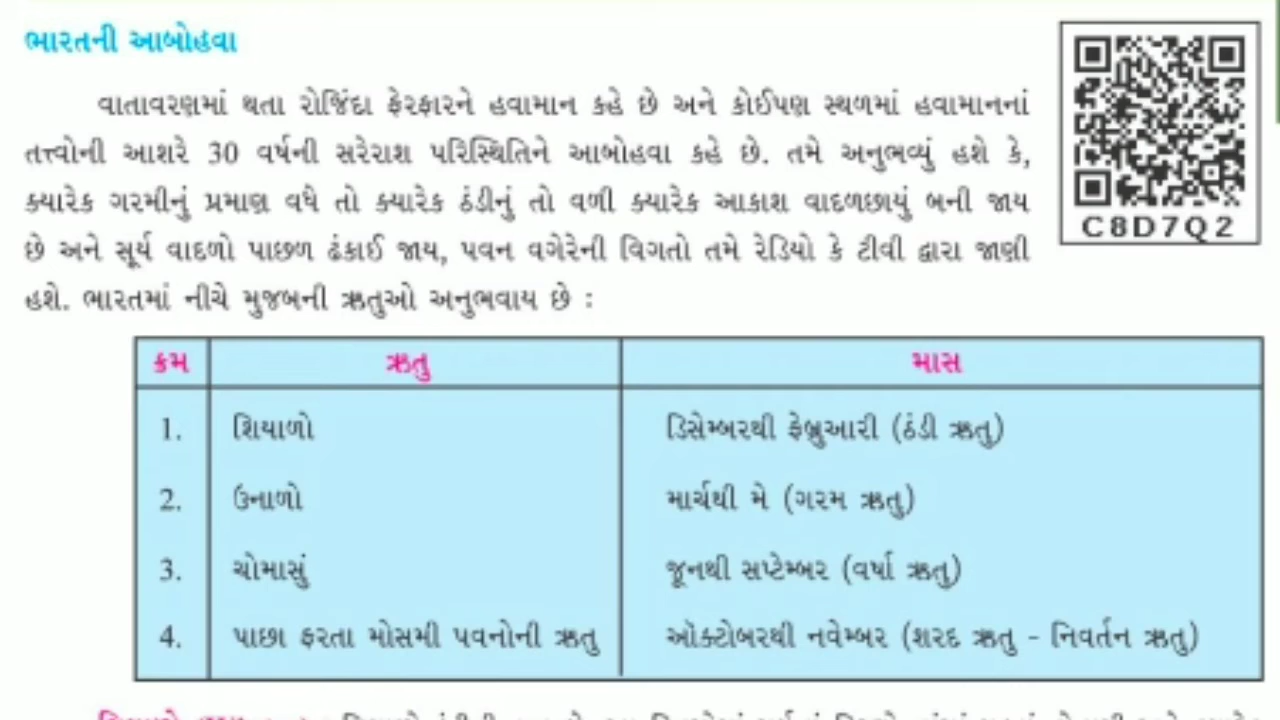 ભારતની આબોહવા
વાતાવરણમાં થતા રોજિંદા ફેરફારને હવામાન કહે છે અને કોઈપણ સ્થળમાં હવામાનનાં
તત્ત્વોની આશરે 30 વર્ષની સરેરાશ પરિસ્થિતિને આબોહવા કહે છે. તમે અનુભવ્યું હશે કે,
ક્યારેક ગરમીનું પ્રમાણ વધે તો ક્યારેક ઠંડીનું તો વળી ક્યારેક આકાશ વાદળછાયું બની જાય
છે અને સૂર્ય વાદળો પાછળ ઢંકાઈ જાય, પવન વગેરેની વિગતો તમે રેડિયો કે ટીવી દ્વારા જાણી
હશે. ભારતમાં નીચે મુજબની ઋતુઓ અનુભવાય છે :
C8D7Q2
ક્રમ ઋતુ માસ
1. શિયાળો ડિસેમ્બરથી ફેબ્રુઆરી (ઠંડી ઋતુ)
2. ઉનાળો માર્ચથી મે (ગરમ ઋતુ)
3. ચોમાસું જૂનથી સપ્ટેમ્બર (વર્ષા ઋતુ)
4. પાછા ફરતા મોસમી પવનોની ઋતુ ઑક્ટોબરથી નવેમ્બર (શરદ ઋતુ - નિવર્તન ઋતુ)